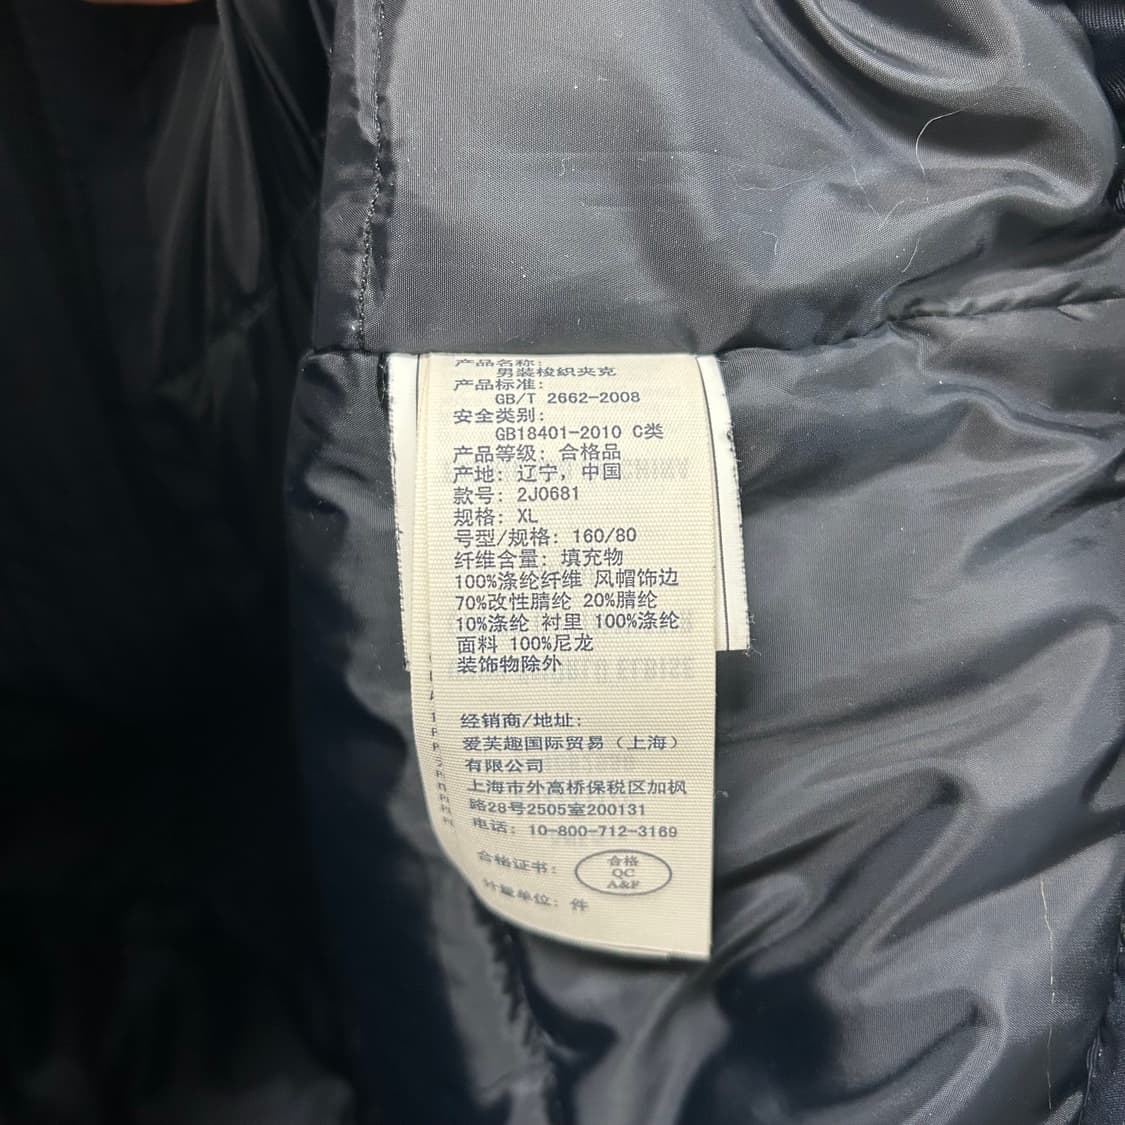 产品名称:
男装梭织夹克
产品标准:
GB/T 2662-2008
安全类别:
GB18401-2010 C类
产品等级: 合格品
产地: 辽宁, 中国
款号: 2J0681
规格: XL
号型/规格: 160/80
纤维含量: 填充物
100%涤纶纤维 风帽饰边
70%改性腈纶 20%腈纶
10%涤纶 衬里 100%涤纶
面料 100%尼龙
装饰物除外
经销商/地址:
爱芙趣国际贸易（上海）
有限公司
上海市外高桥保税区加枫
路28号2505室200131
电话: 10-800-712-3169
合格证书:
合格
QC
A&F
计量单位: 件